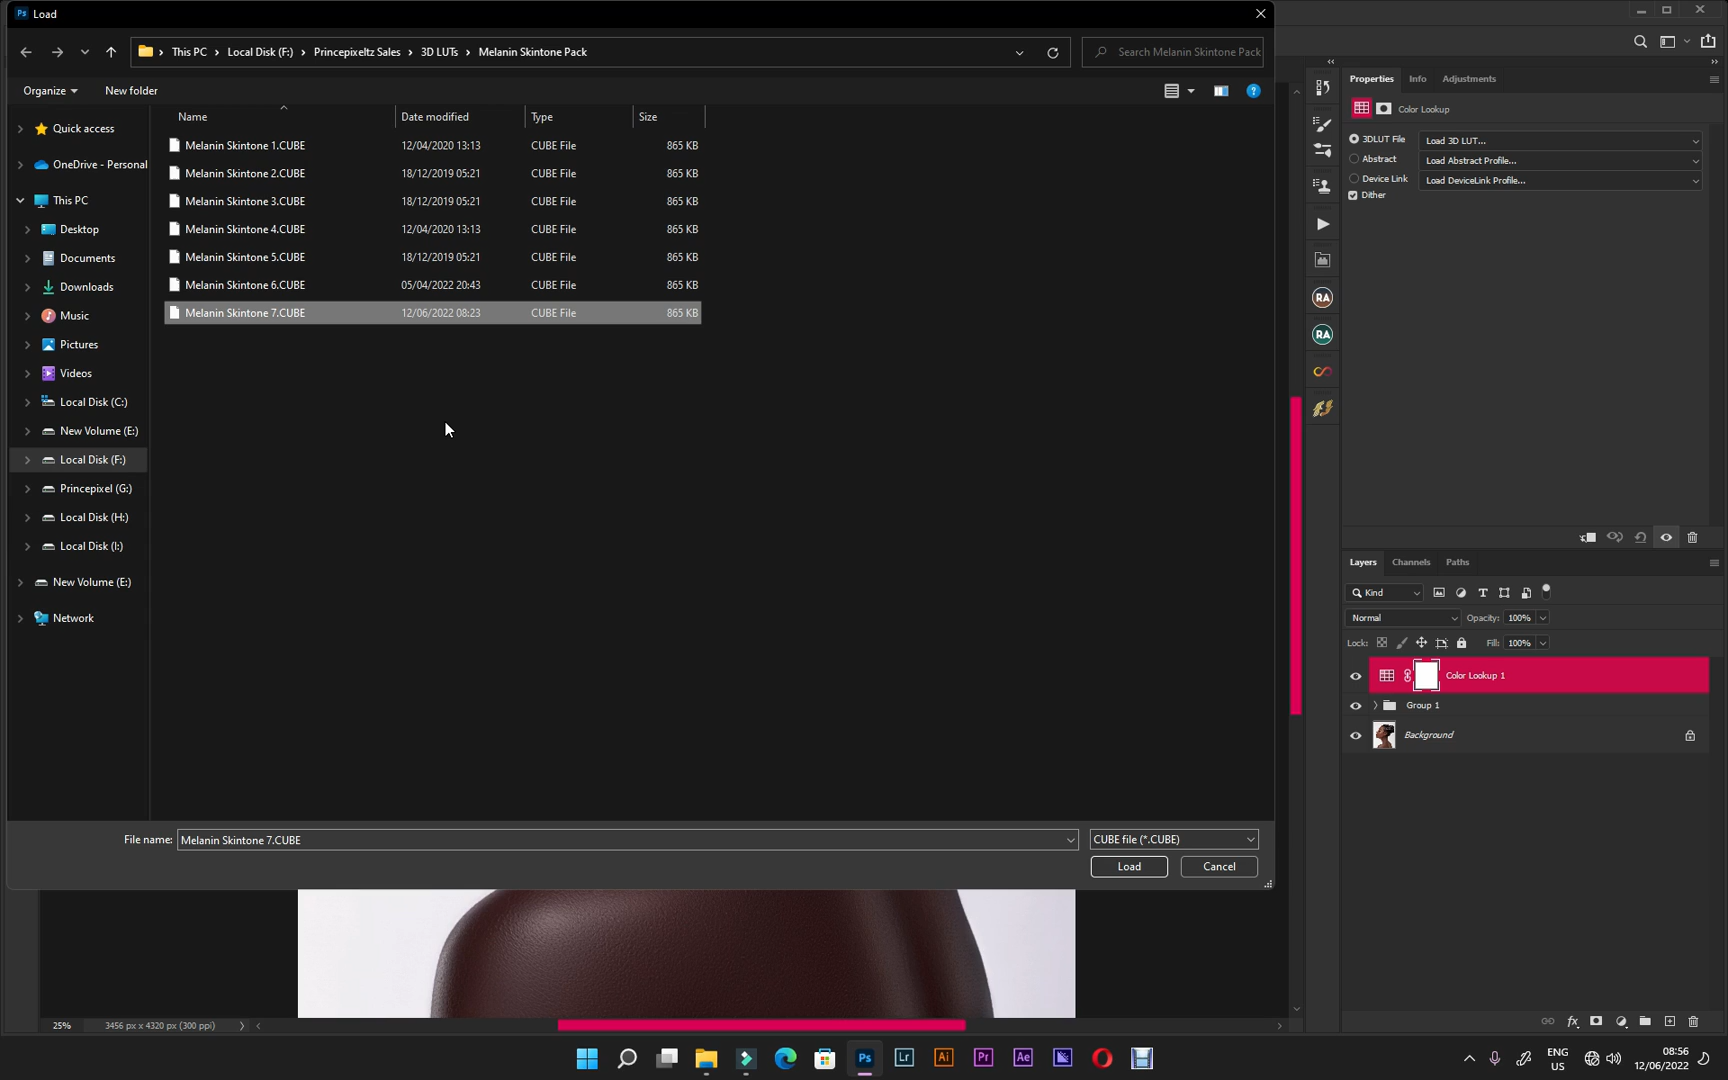 Ps Load
This PC > Local Disk (F:) > Princepixeltz Sales > 3D LUTs > Melanin Skintone Pack
Search Melanin Skintone Pack
Organize
New folder
Name Date modified Type Size
Melanin Skintone 1.CUBE 12/04/2020 13:13 CUBE File 865 KB
Melanin Skintone 2.CUBE 18/12/2019 05:21 CUBE File 865 KB
Melanin Skintone 3.CUBE 18/12/2019 05:21 CUBE File 865 KB
Melanin Skintone 4.CUBE 12/04/2020 13:13 CUBE File 865 KB
Melanin Skintone 5.CUBE 18/12/2019 05:21 CUBE File 865 KB
Melanin Skintone 6.CUBE 05/04/2022 20:43 CUBE File 865 KB
Melanin Skintone 7.CUBE 12/06/2022 08:23 CUBE File 865 KB
Quick access
OneDrive - Personal
This PC
Desktop
Documents
Downloads
Music
Pictures
Videos
Local Disk (C:)
New Volume (E:)
Local Disk (F:)
Princepixel (G:)
Local Disk (H:)
Local Disk (I:)
New Volume (E:)
Network
File name: Melanin Skintone 7.CUBE
CUBE file (*.CUBE)
Load Cancel
RA
RA
Properties Info Adjustments
Color Lookup
3DLUT File Load 3D LUT...
Abstract Load Abstract Profile...
Device Link Load DeviceLink Profile...
Dither
Layers Channels Paths
Kind
Normal Opacity: 100%
Lock: Fill: 100%
Color Lookup 1
Group 1
Background
fx
25% 3456 px x 4320 px (300 ppi)
Ps Lr Ai Pr Ae
ENG
US
08:56
12/06/2022